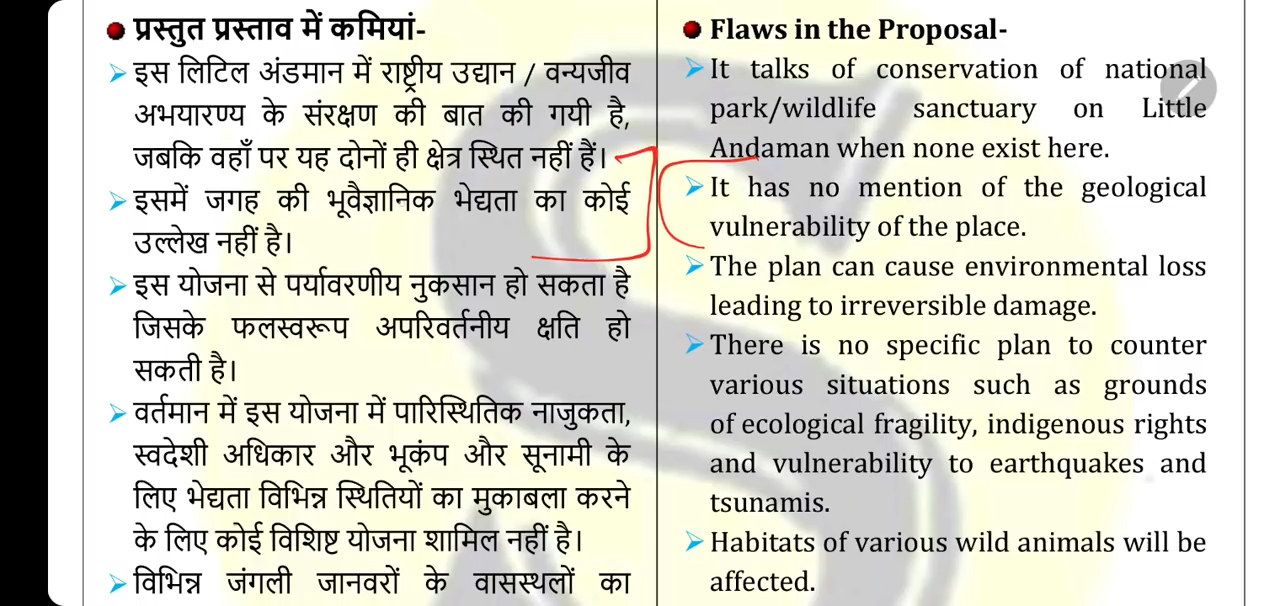 प्रस्तुत प्रस्ताव में कमियां-
इस लिटिल अंडमान में राष्ट्रीय उद्यान / वन्यजीव
अभयारण्य के संरक्षण की बात की गयी है,
जबकि वहाँ पर यह दोनों ही क्षेत्र स्थित नहीं हैं।
इसमें जगह की भूवैज्ञानिक भेद्यता का कोई
उल्लेख नहीं है।
इस योजना से पर्यावरणीय नुकसान हो सकता है
जिसके फलस्वरूप अपरिवर्तनीय क्षति हो
सकती है।
वर्तमान में इस योजना में पारिस्थितिक नाजुकता,
स्वदेशी अधिकार और भूकंप और सूनामी के
लिए भेद्यता विभिन्न स्थितियों का मुकाबला करने
के लिए कोई विशिष्ट योजना शामिल नहीं है।
विभिन्न जंगली जानवरों के वासस्थलों का
Flaws in the Proposal-
It talks of conservation of national
park/wildlife sanctuary on Little
Andaman when none exist here.
It has no mention of the geological
vulnerability of the place.
The plan can cause environmental loss
leading to irreversible damage.
There is no specific plan to counter
various situations such as grounds
of ecological fragility, indigenous rights
and vulnerability to earthquakes and
tsunamis.
Habitats of various wild animals will be
affected.